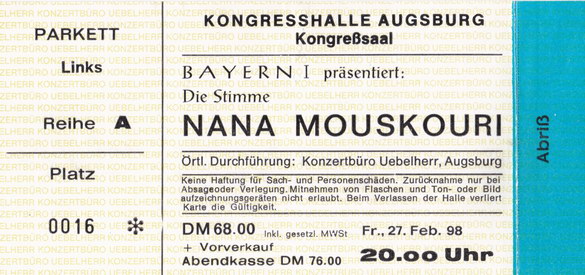 PARKETT
Links
Reihe A
Platz
0016 ✻
KONGRESSHALLE AUGSBURG
Kongreßsaal
BAYERN I präsentiert:
Die Stimme
NANA MOUSKOURI
Örtl. Durchführung: Konzertbüro Uebelherr, Augsburg
Keine Haftung für Sach- und Personenschäden. Zurücknahme nur bei
Absageoder Verlegung. Mitnehmen von Flaschen und Ton- oder Bild
aufzeichnungsgeräten nicht erlaubt. Beim Verlassen der Halle verliert
Karte die Gültigkeit.
DM 68.00 inkl. gesetzl. MWSt Fr., 27. Feb. 98
+ Vorverkauf
Abendkasse DM 76.00 20.00 Uhr
Abriß